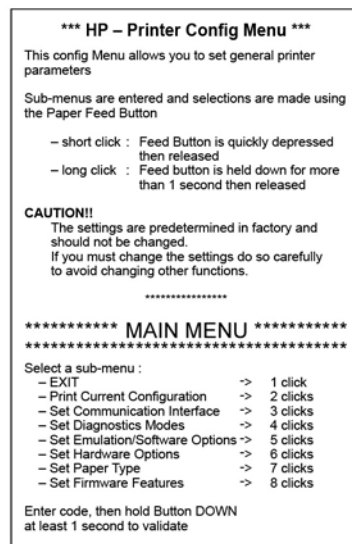 *** HP – Printer Config Menu ***
This config Menu allows you to set general printer
parameters
Sub-menus are entered and selections are made using
the Paper Feed Button
– short click : Feed Button is quickly depressed
then released
– long click : Feed button is held down for more
than 1 second then released
CAUTION!!
The settings are predetermined in factory and
should not be changed.
If you must change the settings do so carefully
to avoid changing other functions.
****************
*********** MAIN MENU ***********
**************************************
Select a sub-menu :
– EXIT -> 1 click
– Print Current Configuration -> 2 clicks
– Set Communication Interface -> 3 clicks
– Set Diagnostics Modes -> 4 clicks
– Set Emulation/Software Options -> 5 clicks
– Set Hardware Options -> 6 clicks
– Set Paper Type -> 7 clicks
– Set Firmware Features -> 8 clicks
Enter code, then hold Button DOWN
at least 1 second to validate